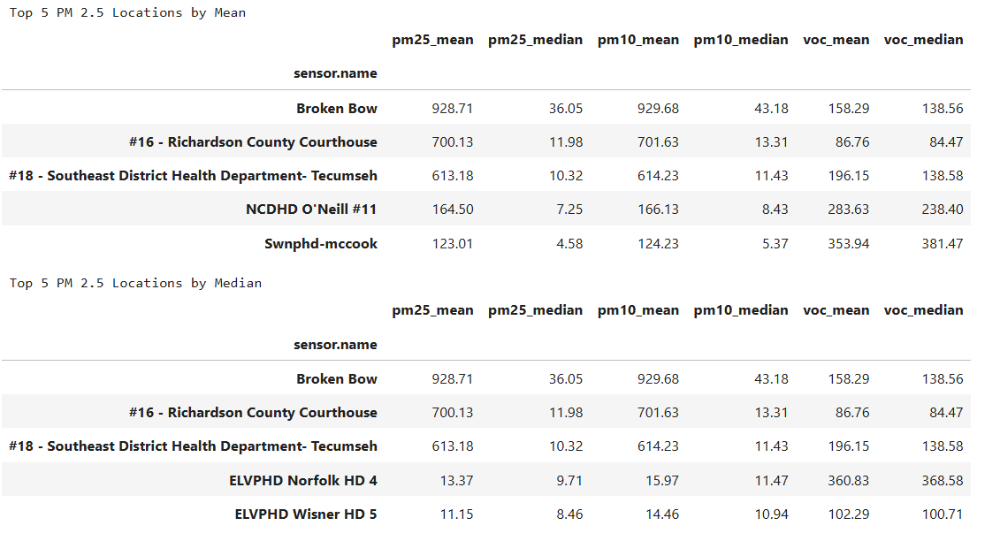 Top 5 PM 2.5 Locations by Mean
pm25_mean pm25_median pm10_mean pm10_median voc_mean voc_median
sensor.name
Broken Bow 928.71 36.05 929.68 43.18 158.29 138.56
#16 - Richardson County Courthouse 700.13 11.98 701.63 13.31 86.76 84.47
#18 - Southeast District Health Department- Tecumseh 613.18 10.32 614.23 11.43 196.15 138.58
NCDHD O'Neill #11 164.50 7.25 166.13 8.43 283.63 238.40
Swnphd-mccook 123.01 4.58 124.23 5.37 353.94 381.47
Top 5 PM 2.5 Locations by Median
pm25_mean pm25_median pm10_mean pm10_median voc_mean voc_median
sensor.name
Broken Bow 928.71 36.05 929.68 43.18 158.29 138.56
#16 - Richardson County Courthouse 700.13 11.98 701.63 13.31 86.76 84.47
#18 - Southeast District Health Department- Tecumseh 613.18 10.32 614.23 11.43 196.15 138.58
ELVPHD Norfolk HD 4 13.37 9.71 15.97 11.47 360.83 368.58
ELVPHD Wisner HD 5 11.15 8.46 14.46 10.94 102.29 100.71